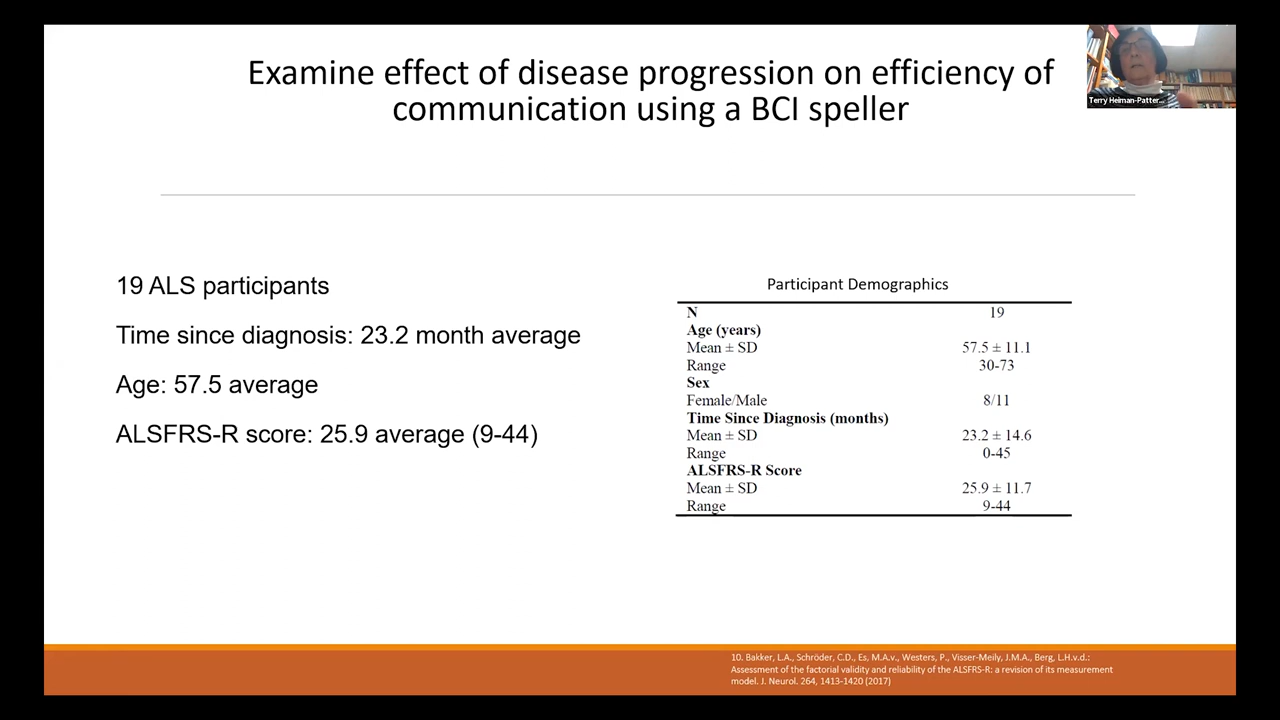 Examine effect of disease progression on efficiency of
communication using a BCI speller
Terry Heiman-Patter...
19 ALS participants
Time since diagnosis: 23.2 month average
Age: 57.5 average
ALSFRS-R score: 25.9 average (9-44)
Participant Demographics
N 19
Age (years)
Mean ± SD 57.5 ± 11.1
Range 30-73
Sex
Female/Male 8/11
Time Since Diagnosis (months)
Mean ± SD 23.2 ± 14.6
Range 0-45
ALSFRS-R Score
Mean ± SD 25.9 ± 11.7
Range 9-44
10. Bakker, L.A., Schröder, C.D., Es, M.A.v., Westers, P., Visser-Meily, J.M.A., Berg, L.H.v.d.:
Assessment of the factorial validity and reliability of the ALSFRS-R: a revision of its measurement
model. J. Neurol. 264, 1413-1420 (2017)